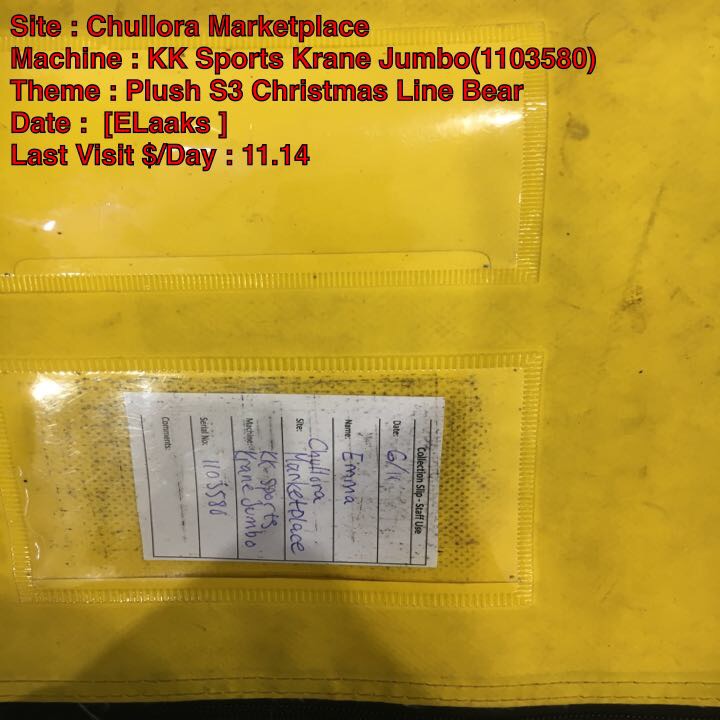 Site : Chullora Marketplace
Machine : KK Sports Krane Jumbo(1103580)
Theme : Plush S3 Christmas Line Bear
Date :  [ELaaks ]
Last Visit $/Day : 11.14
Collection Slip - Staff Use
Date: 6/11
Name: Emma
Site: Chullora
Marketplace
Machine: KK Sports
Krane Jumbo
Serial No: 1103580
Comments: